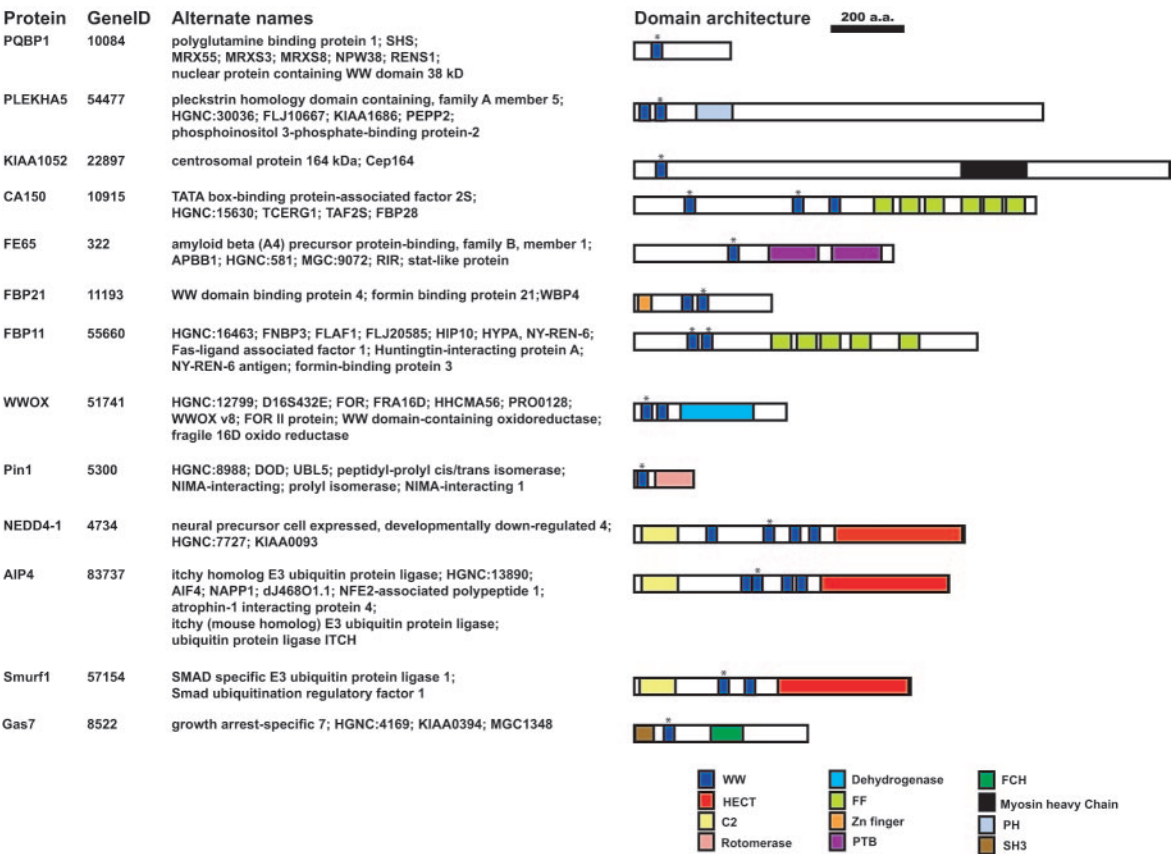 Protein GeneID Alternate names Domain architecture 200 a.a.
PQBP1 10084 polyglutamine binding protein 1; SHS;
MRX55; MRXS3; MRXS8; NPW38; RENS1;
nuclear protein containing WW domain 38 kD
PLEKHA5 54477 pleckstrin homology domain containing, family A member 5;
HGNC:30036; FLJ10667; KIAA1686; PEPP2;
phosphoinositol 3-phosphate-binding protein-2
KIAA1052 22897 centrosomal protein 164 kDa; Cep164
CA150 10915 TATA box-binding protein-associated factor 2S;
HGNC:15630; TCERG1; TAF2S; FBP28
FE65 322 amyloid beta (A4) precursor protein-binding, family B, member 1;
APBB1; HGNC:581; MGC:9072; RIR; stat-like protein
FBP21 11193 WW domain binding protein 4; formin binding protein 21;WBP4
FBP11 55660 HGNC:16463; FNBP3; FLAF1; FLJ20585; HIP10; HYPA, NY-REN-6;
Fas-ligand associated factor 1; Huntingtin-interacting protein A;
NY-REN-6 antigen; formin-binding protein 3
WWOX 51741 HGNC:12799; D16S432E; FOR; FRA16D; HHCMA56; PRO0128;
WWOX v8; FOR II protein; WW domain-containing oxidoreductase;
fragile 16D oxido reductase
Pin1 5300 HGNC:8988; DOD; UBL5; peptidyl-prolyl cis/trans isomerase;
NIMA-interacting; prolyl isomerase; NIMA-interacting 1
NEDD4-1 4734 neural precursor cell expressed, developmentally down-regulated 4;
HGNC:7727; KIAA0093
AIP4 83737 itchy homolog E3 ubiquitin protein ligase; HGNC:13890;
AIF4; NAPP1; dJ468O1.1; NFE2-associated polypeptide 1;
atrophin-1 interacting protein 4;
itchy (mouse homolog) E3 ubiquitin protein ligase;
ubiquitin protein ligase ITCH
Smurf1 57154 SMAD specific E3 ubiquitin protein ligase 1;
Smad ubiquitination regulatory factor 1
Gas7 8522 growth arrest-specific 7; HGNC:4169; KIAA0394; MGC1348
WW Dehydrogenase FCH
HECT FF Myosin heavy Chain
C2 Zn finger PH
Rotomerase PTB SH3